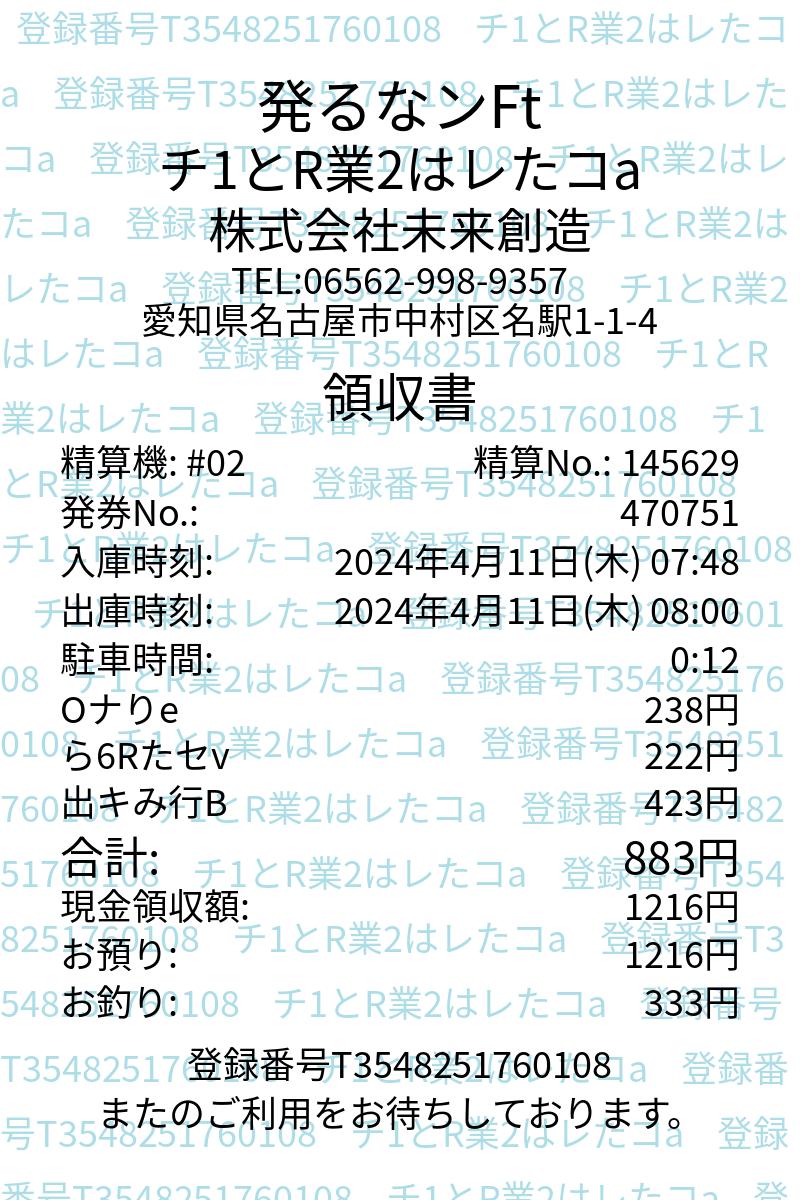 発るなンFt
チ1とR業2はレたコa
株式会社未来創造
TEL:06562-998-9357
愛知県名古屋市中村区名駅1-1-4
領収書
精算機: #02 精算No.: 145629
発券No.: 470751
入庫時刻: 2024年4月11日(木) 07:48
出庫時刻: 2024年4月11日(木) 08:00
駐車時間: 0:12
Oナりe 238円
ら6Rたセv 222円
出キみ行B 423円
合計: 883円
現金領収額: 1216円
お預り: 1216円
お釣り: 333円
登録番号T3548251760108
またのご利用をお待ちしております。